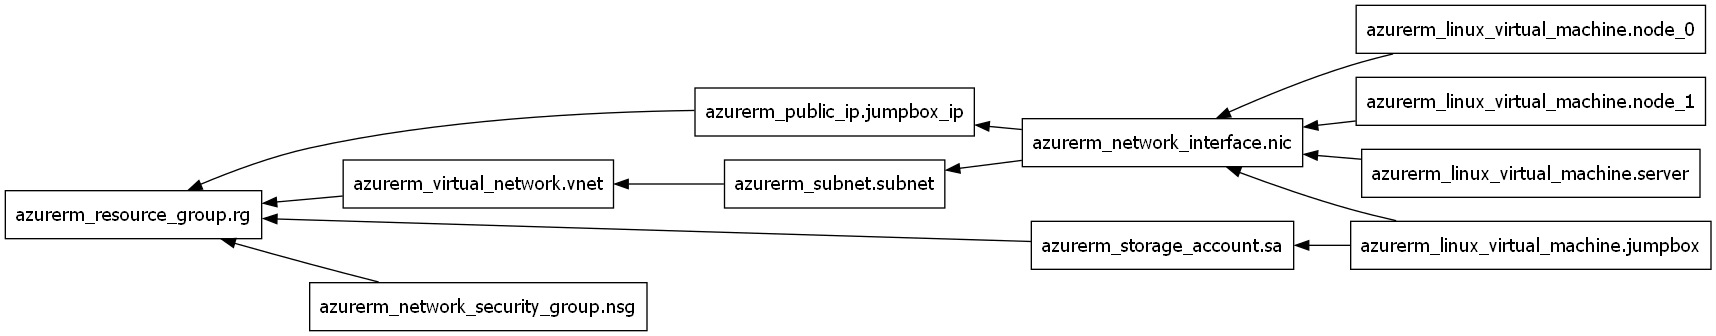 azurerm_linux_virtual_machine.node_0
azurerm_linux_virtual_machine.node_1
azurerm_public_ip.jumpbox_ip
azurerm_network_interface.nic
azurerm_linux_virtual_machine.server
azurerm_virtual_network.vnet
azurerm_subnet.subnet
azurerm_resource_group.rg
azurerm_storage_account.sa
azurerm_linux_virtual_machine.jumpbox
azurerm_network_security_group.nsg